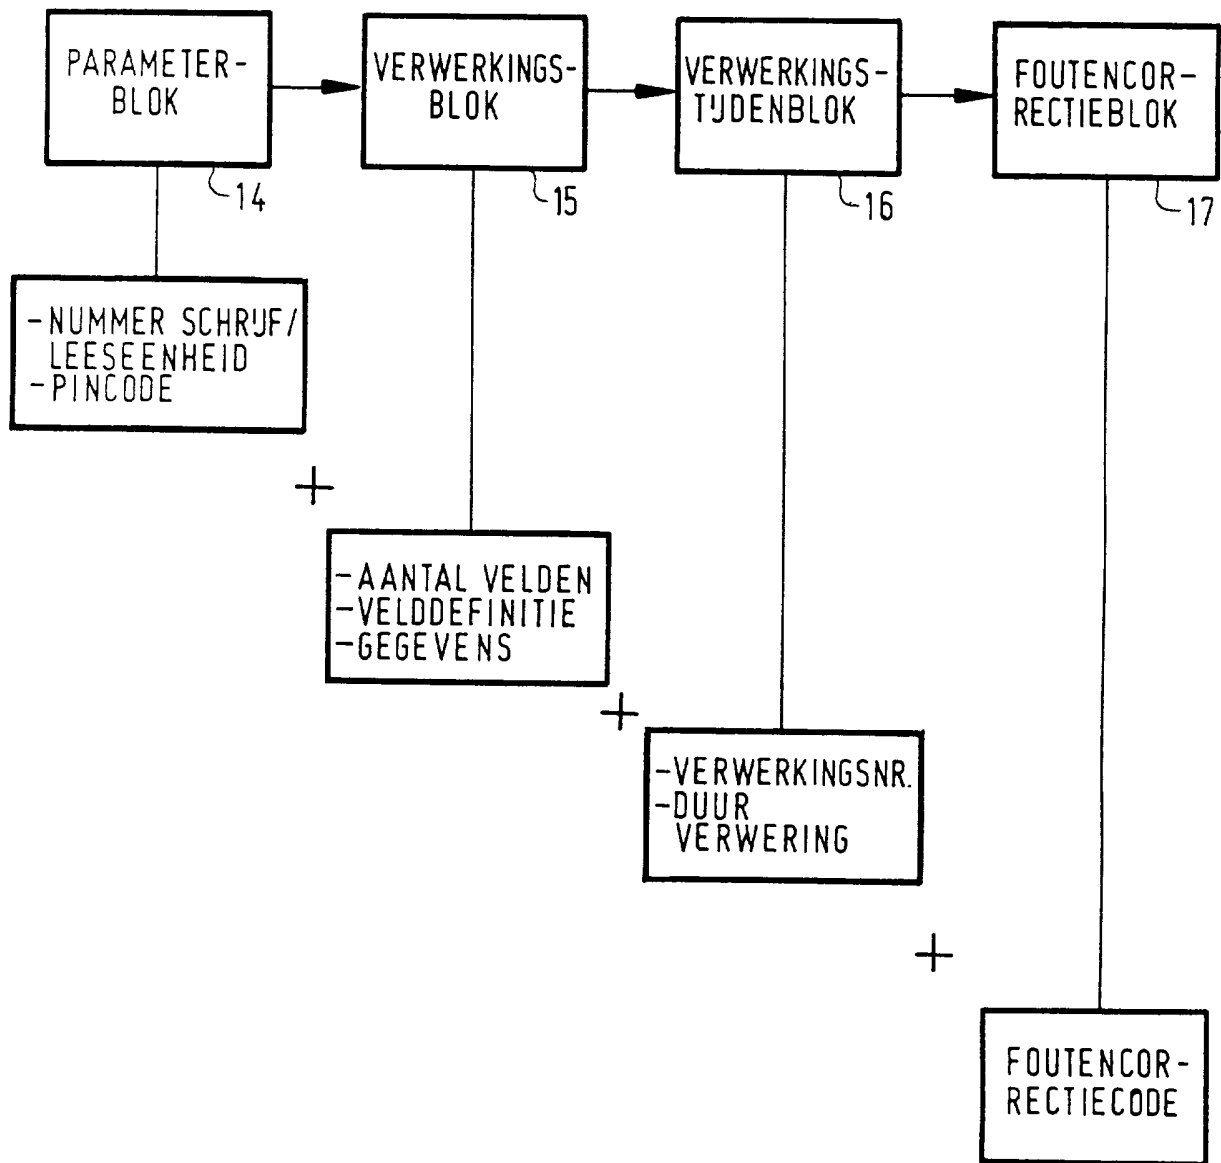 PARAMETER-
BLOK
14
VERWERKINGS-
BLOK
15
VERWERKINGS-
TIJDENBLOK
16
FOUTENCOR-
RECTIEBLOK
17
-NUMMER SCHRIJF/
LEESEENHEID
-PINCODE
+
-AANTAL VELDEN
-VELDDEFINITIE
-GEGEVENS
+
-VERWERKINGSNR.
-DUUR
VERWERING
+
FOUTENCOR-
RECTIECODE